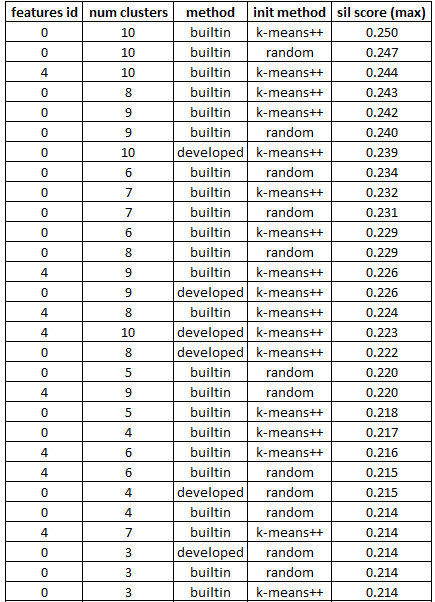 features id num clusters method init method sil score (max)
0 10 builtin k-means++ 0.250
0 10 builtin random 0.247
4 10 builtin k-means++ 0.244
0 8 builtin k-means++ 0.243
0 9 builtin k-means++ 0.242
0 9 builtin random 0.240
0 10 developed k-means++ 0.239
0 6 builtin random 0.234
0 7 builtin k-means++ 0.232
0 7 builtin random 0.231
0 6 builtin k-means++ 0.229
0 8 builtin random 0.229
4 9 builtin k-means++ 0.226
0 9 developed k-means++ 0.226
4 8 builtin k-means++ 0.224
4 10 developed k-means++ 0.223
0 8 developed k-means++ 0.222
0 5 builtin random 0.220
4 9 builtin random 0.220
0 5 builtin k-means++ 0.218
0 4 builtin k-means++ 0.217
4 6 builtin k-means++ 0.216
4 6 builtin random 0.215
0 4 developed random 0.215
0 4 builtin random 0.214
4 7 builtin k-means++ 0.214
0 3 developed random 0.214
0 3 builtin random 0.214
0 3 builtin k-means++ 0.214